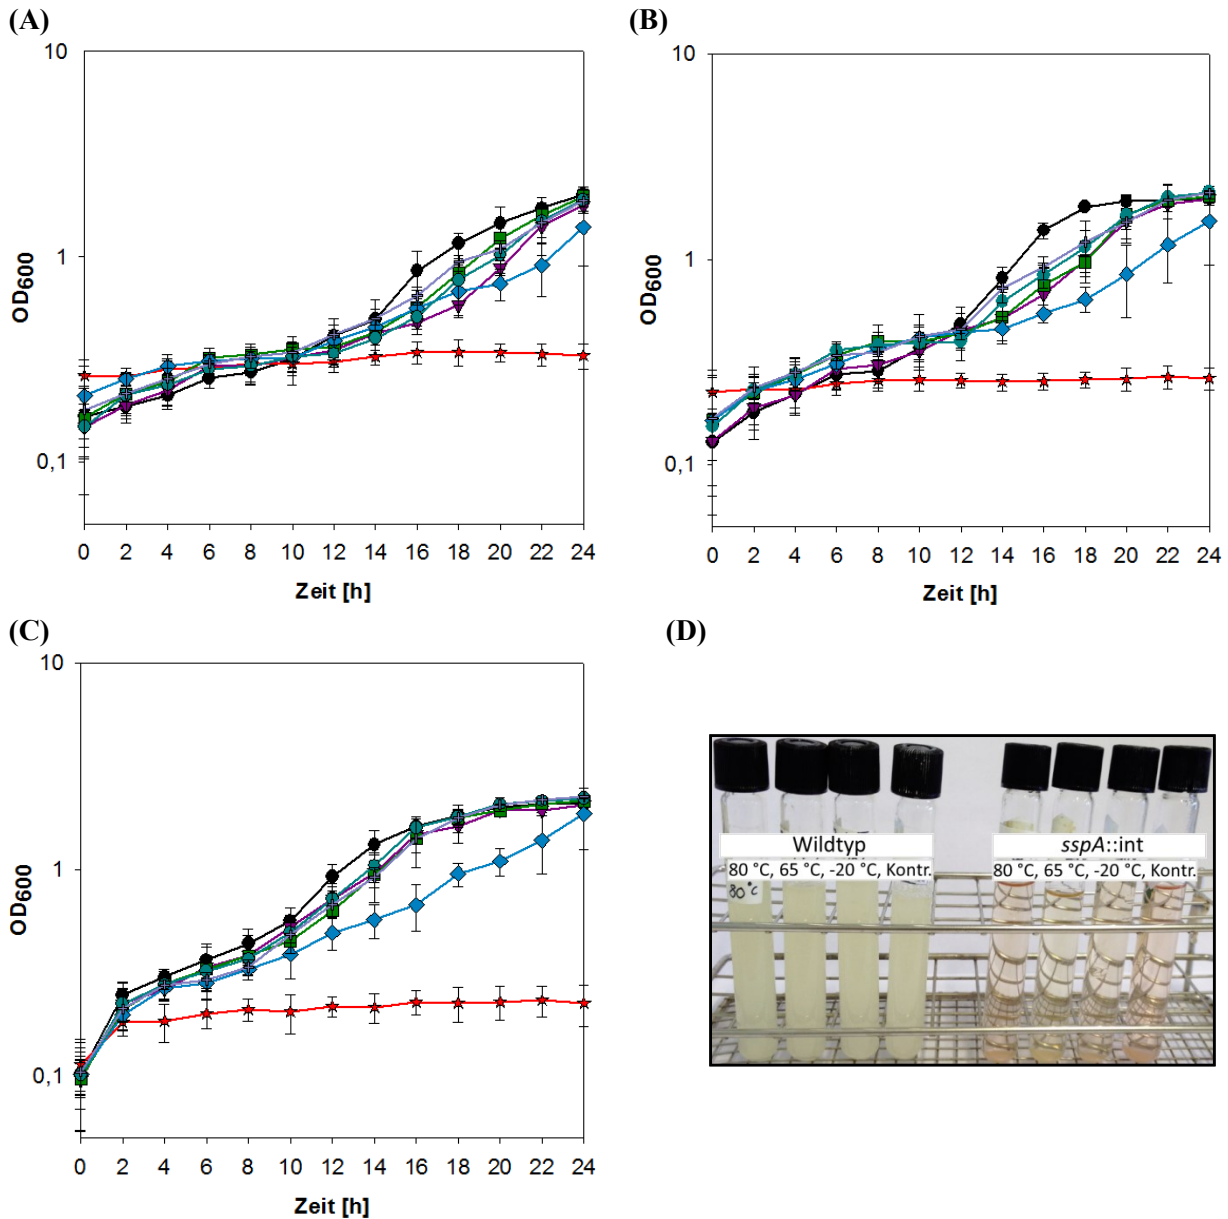 (A)
10
1
0,1
OD600
0 2 4 6 8 10 12 14 16 18 20 22 24
Zeit [h]
(B)
10
1
0,1
OD600
0 2 4 6 8 10 12 14 16 18 20 22 24
Zeit [h]
(C)
10
1
0,1
OD600
0 2 4 6 8 10 12 14 16 18 20 22 24
Zeit [h]
(D)
Wildtyp
80 °C, 65 °C, -20 °C, Kontr.
80°C
sspA::int
80 °C, 65 °C, -20 °C, Kontr.